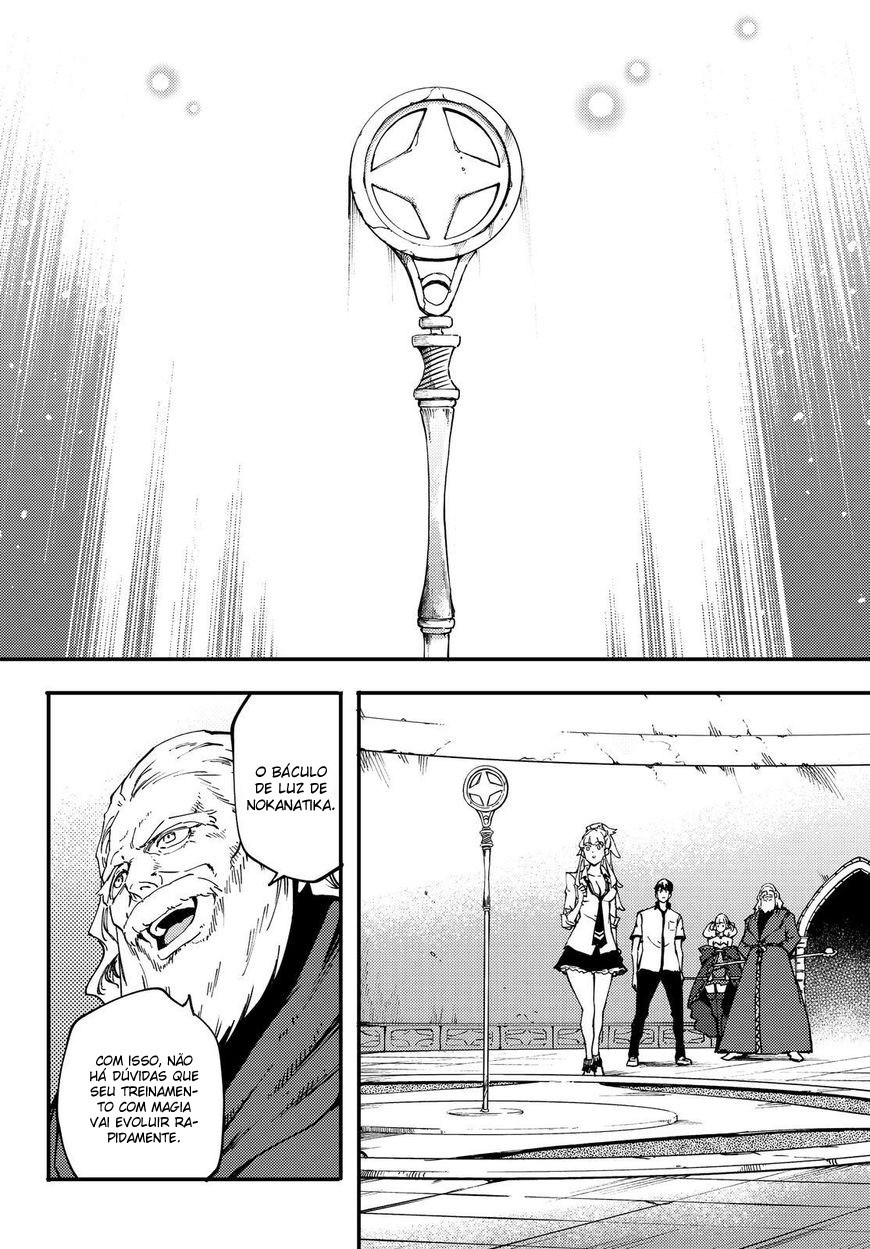 O BÁCULO
DE LUZ DE
NOKANATIKA.
COM ISSO, NÃO
HÁ DÚVIDAS QUE
SEU TREINAMEN-
TO COM MAGIA
VAI EVOLUIR RA-
PIDAMENTE.